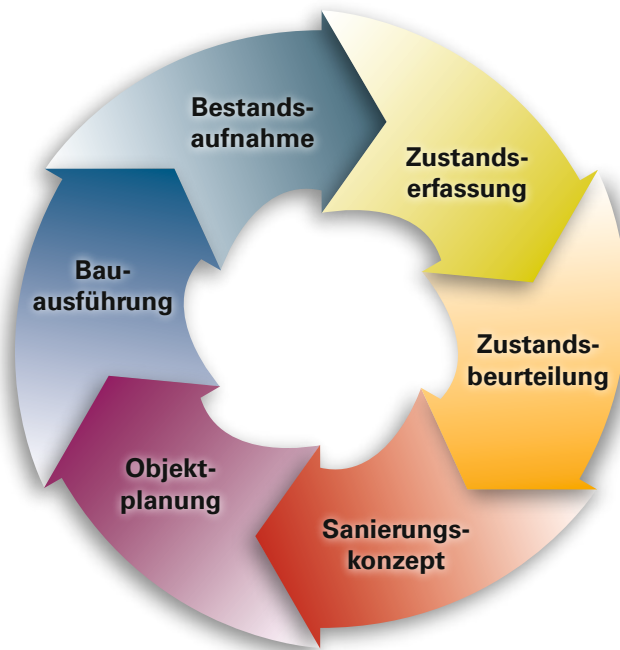 Bestands-
aufnahme
Zustands-
erfassung
Zustands-
beurteilung
Sanierungs-
konzept
Objekt-
planung
Bau-
ausführung